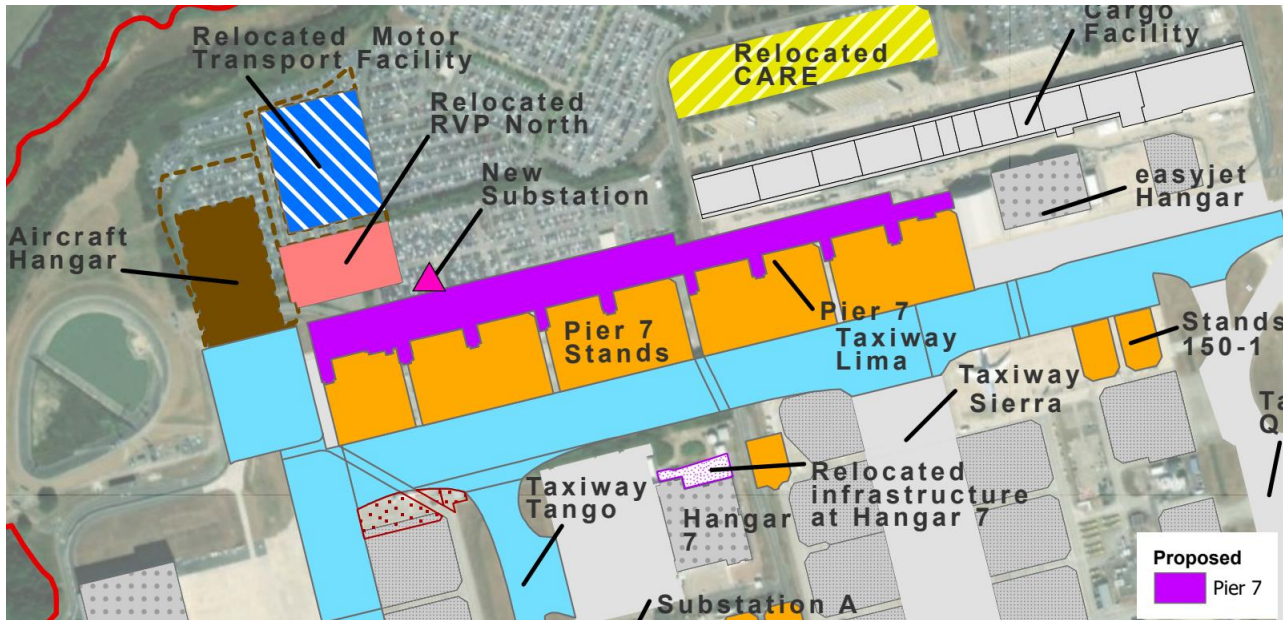 Relocated Motor
Transport Facility
Relocated
CARE
Cargo
Facility
Relocated
RVP North
New
Substation
easyjet
Hangar
Aircraft
Hangar
Pier 7
Stands
Pier 7
Taxiway
Lima
Stands
150-1
Taxiway
Sierra
Taxiway
Tango
Relocated
infrastructure
at Hangar 7
Hangar
7
Substation A
Proposed
Pier 7